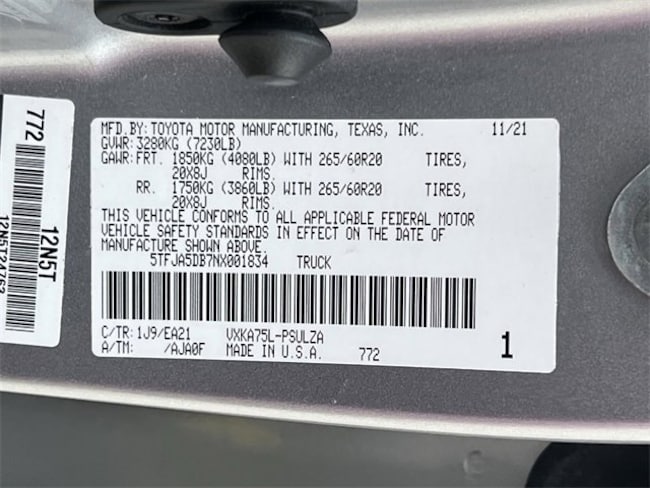 MFD.BY: TOYOTA MOTOR MANUFACTURING, TEXAS, INC. 11/21
GVWR: 3280KG (7230LB)
GAWR: FRT. 1850KG (4080LB) WITH 265/60R20 TIRES,
20X8J RIMS.
RR. 1750KG (3860LB) WITH 265/60R20 TIRES,
20X8J RIMS.
THIS VEHICLE CONFORMS TO ALL APPLICABLE FEDERAL MOTOR
VEHICLE SAFETY STANDARDS IN EFFECT ON THE DATE OF
MANUFACTURE SHOWN ABOVE.
5TFJA5DB7NX001834 TRUCK
C/TR: 1J9/EA21 VXKA75L-PSULZA
A/TM: /AJA0F MADE IN U.S.A. 772
1
772
12N5T